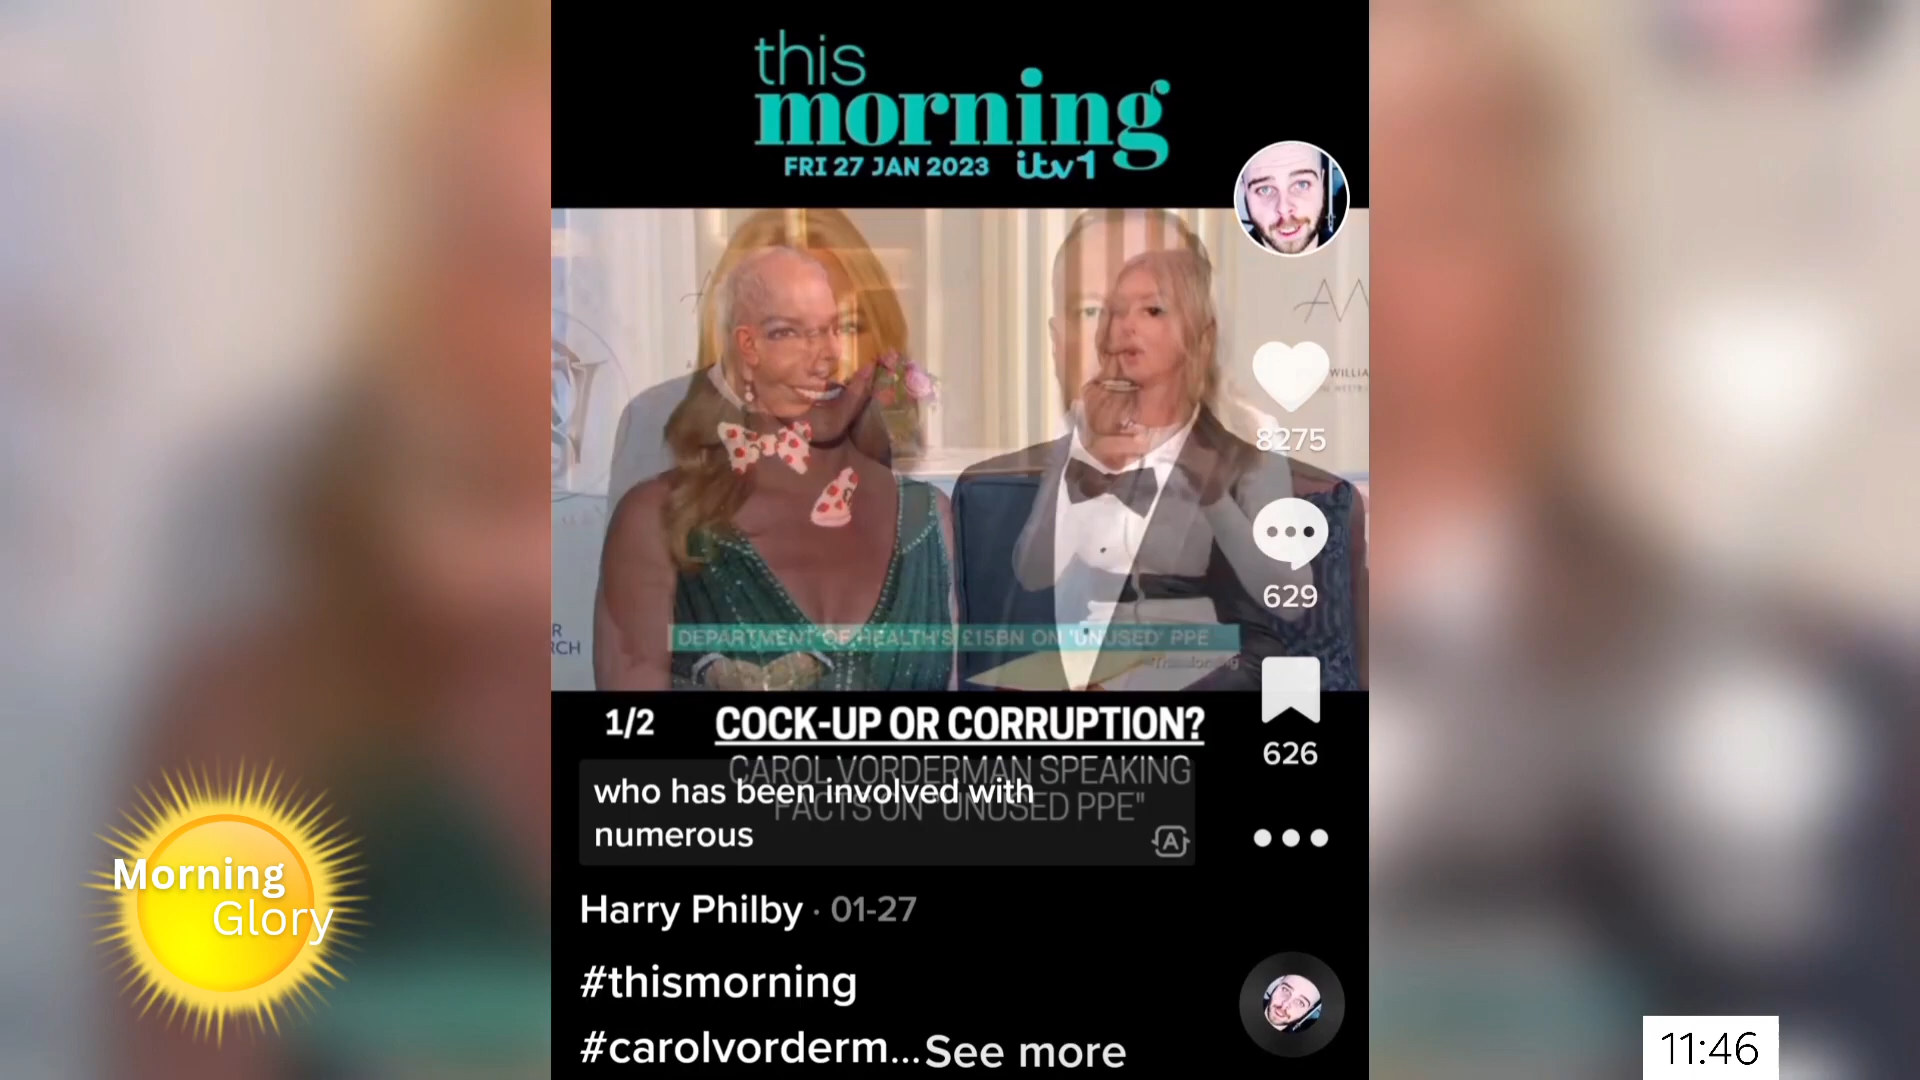 this
morning
FRI 27 JAN 2023 itv1
8275
629
DEPARTMENT OF HEALTH'S £15BN ON 'UNUSED' PPE
626
1/2 COCK-UP OR CORRUPTION?
CAROL VORDERMAN SPEAKING
FACTS ON "UNUSED PPE"
who has been involved with
numerous
Harry Philby · 01-27
#thismorning
#carolvorderm...See more
Morning
Glory
11:46